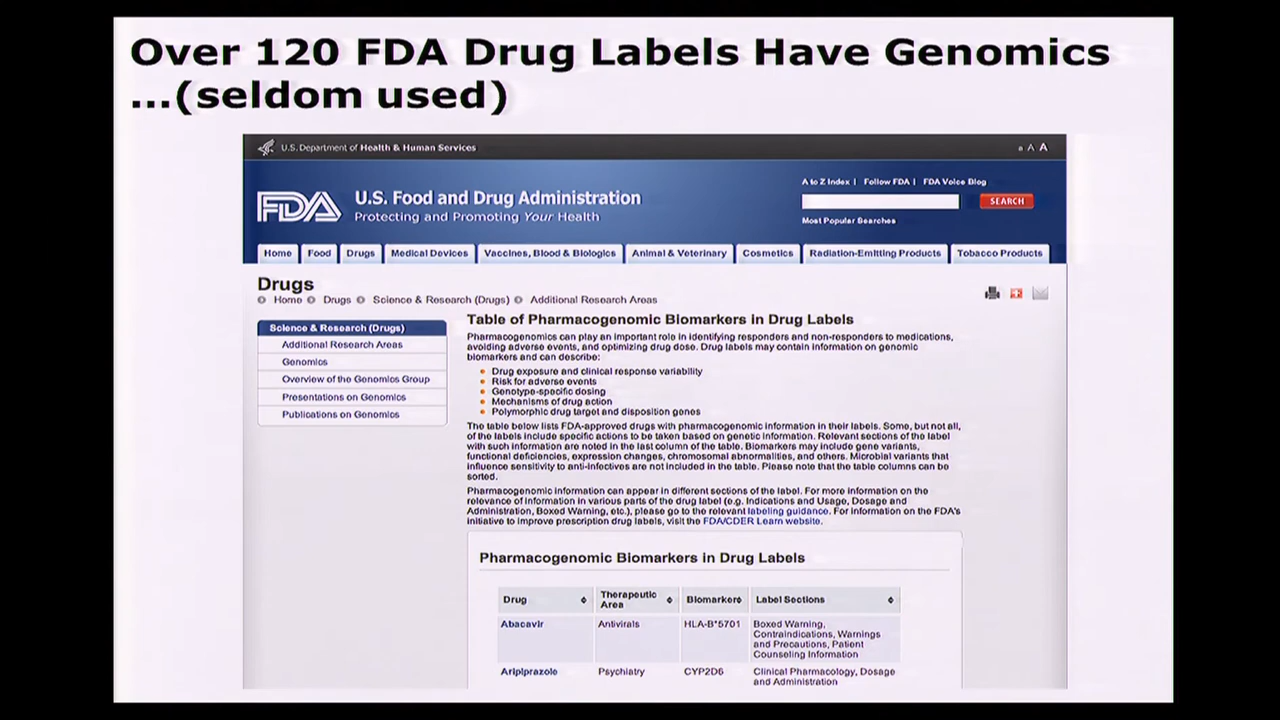 Over 120 FDA Drug Labels Have Genomics
...(seldom used)
U.S. Department of Health & Human Services
a A A
FDA U.S. Food and Drug Administration
Protecting and Promoting Your Health
A to Z Index | Follow FDA | FDA Voice Blog
SEARCH
Most Popular Searches
Home Food Drugs Medical Devices Vaccines, Blood & Biologics Animal & Veterinary Cosmetics Radiation-Emitting Products Tobacco Products
Drugs
Home Drugs Science & Research (Drugs) Additional Research Areas
Science & Research (Drugs)
Additional Research Areas
Genomics
Overview of the Genomics Group
Presentations on Genomics
Publications on Genomics
Table of Pharmacogenomic Biomarkers in Drug Labels
Pharmacogenomics can play an important role in identifying responders and non-responders to medications,
avoiding adverse events, and optimizing drug dose. Drug labels may contain information on genomic
biomarkers and can describe:
Drug exposure and clinical response variability
Risk for adverse events
Genotype-specific dosing
Mechanisms of drug action
Polymorphic drug target and disposition genes
The table below lists FDA-approved drugs with pharmacogenomic information in their labels. Some, but not all,
of the labels include specific actions to be taken based on genetic information. Relevant sections of the label
with such information are noted in the last column of the table. Biomarkers may include gene variants,
functional deficiencies, expression changes, chromosomal abnormalities, and others. Microbial variants that
influence sensitivity to anti-infectives are not included in the table. Please note that the table columns can be
sorted.
Pharmacogenomic information can appear in different sections of the label. For more information on the
relevance of information in various parts of the drug label (e.g. Indications and Usage, Dosage and
Administration, Boxed Warning, etc.), please go to the relevant labeling guidance. For information on the FDA's
initiative to improve prescription drug labels, visit the FDA/CDER Learn website.
Pharmacogenomic Biomarkers in Drug Labels
Drug Therapeutic Area Biomarker Label Sections
Abacavir Antivirals HLA-B*5701 Boxed Warning,
Contraindications, Warnings
and Precautions, Patient
Counseling Information
Aripiprazole Psychiatry CYP2D6 Clinical Pharmacology, Dosage
and Administration